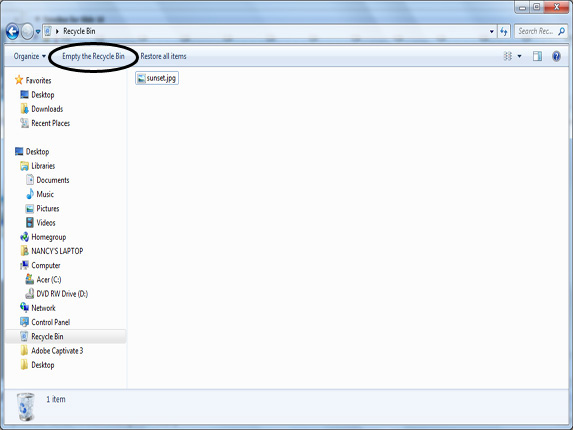 Recycle Bin
Search Rec...
Organize
Empty the Recycle Bin
Restore all items
Favorites
Desktop
Downloads
Recent Places
Desktop
Libraries
Documents
Music
Pictures
Videos
Homegroup
NANCY'S LAPTOP
Computer
Acer (C:)
DVD RW Drive (D:)
Network
Control Panel
Recycle Bin
Adobe Captivate 3
Desktop
sunset.jpg
1 item